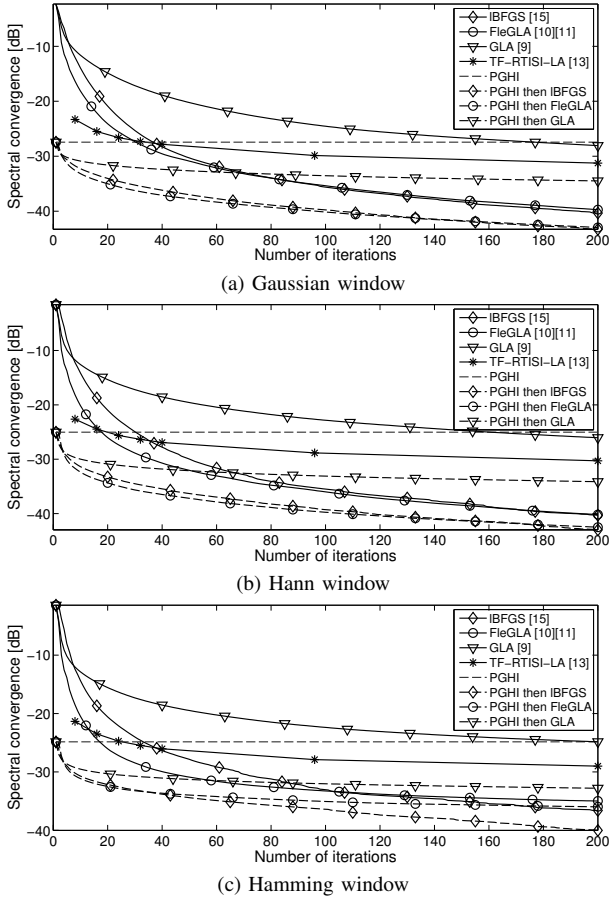 Spectral convergence [dB]
−10
−20
−30
−40
0 20 40 60 80 100 120 140 160 180 200
Number of iterations
lBFGS [15]
FleGLA [10][11]
GLA [9]
TF−RTISI−LA [13]
PGHI
PGHI then lBFGS
PGHI then FleGLA
PGHI then GLA
(a) Gaussian window
Spectral convergence [dB]
−10
−20
−30
−40
0 20 40 60 80 100 120 140 160 180 200
Number of iterations
lBFGS [15]
FleGLA [10][11]
GLA [9]
TF−RTISI−LA [13]
PGHI
PGHI then lBFGS
PGHI then FleGLA
PGHI then GLA
(b) Hann window
Spectral convergence [dB]
−10
−20
−30
−40
0 20 40 60 80 100 120 140 160 180 200
Number of iterations
lBFGS [15]
FleGLA [10][11]
GLA [9]
TF−RTISI−LA [13]
PGHI
PGHI then lBFGS
PGHI then FleGLA
PGHI then GLA
(c) Hamming window